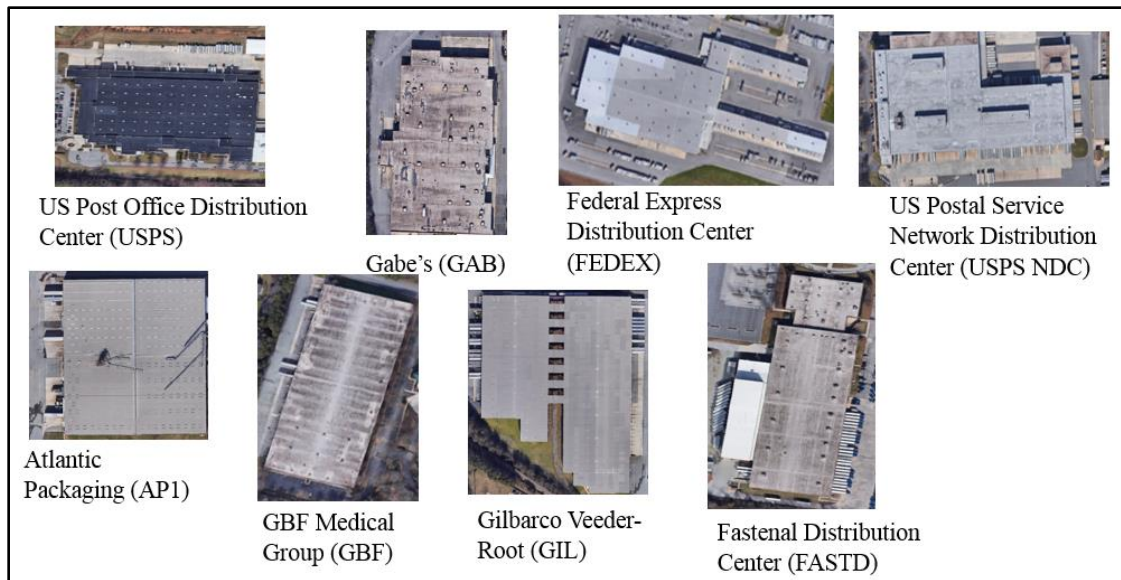 US Post Office Distribution
Center (USPS)
Gabe's (GAB)
Federal Express
Distribution Center
(FEDEX)
US Postal Service
Network Distribution
Center (USPS NDC)
Atlantic
Packaging (AP1)
GBF Medical
Group (GBF)
Gilbarco Veeder-
Root (GIL)
Fastenal Distribution
Center (FASTD)